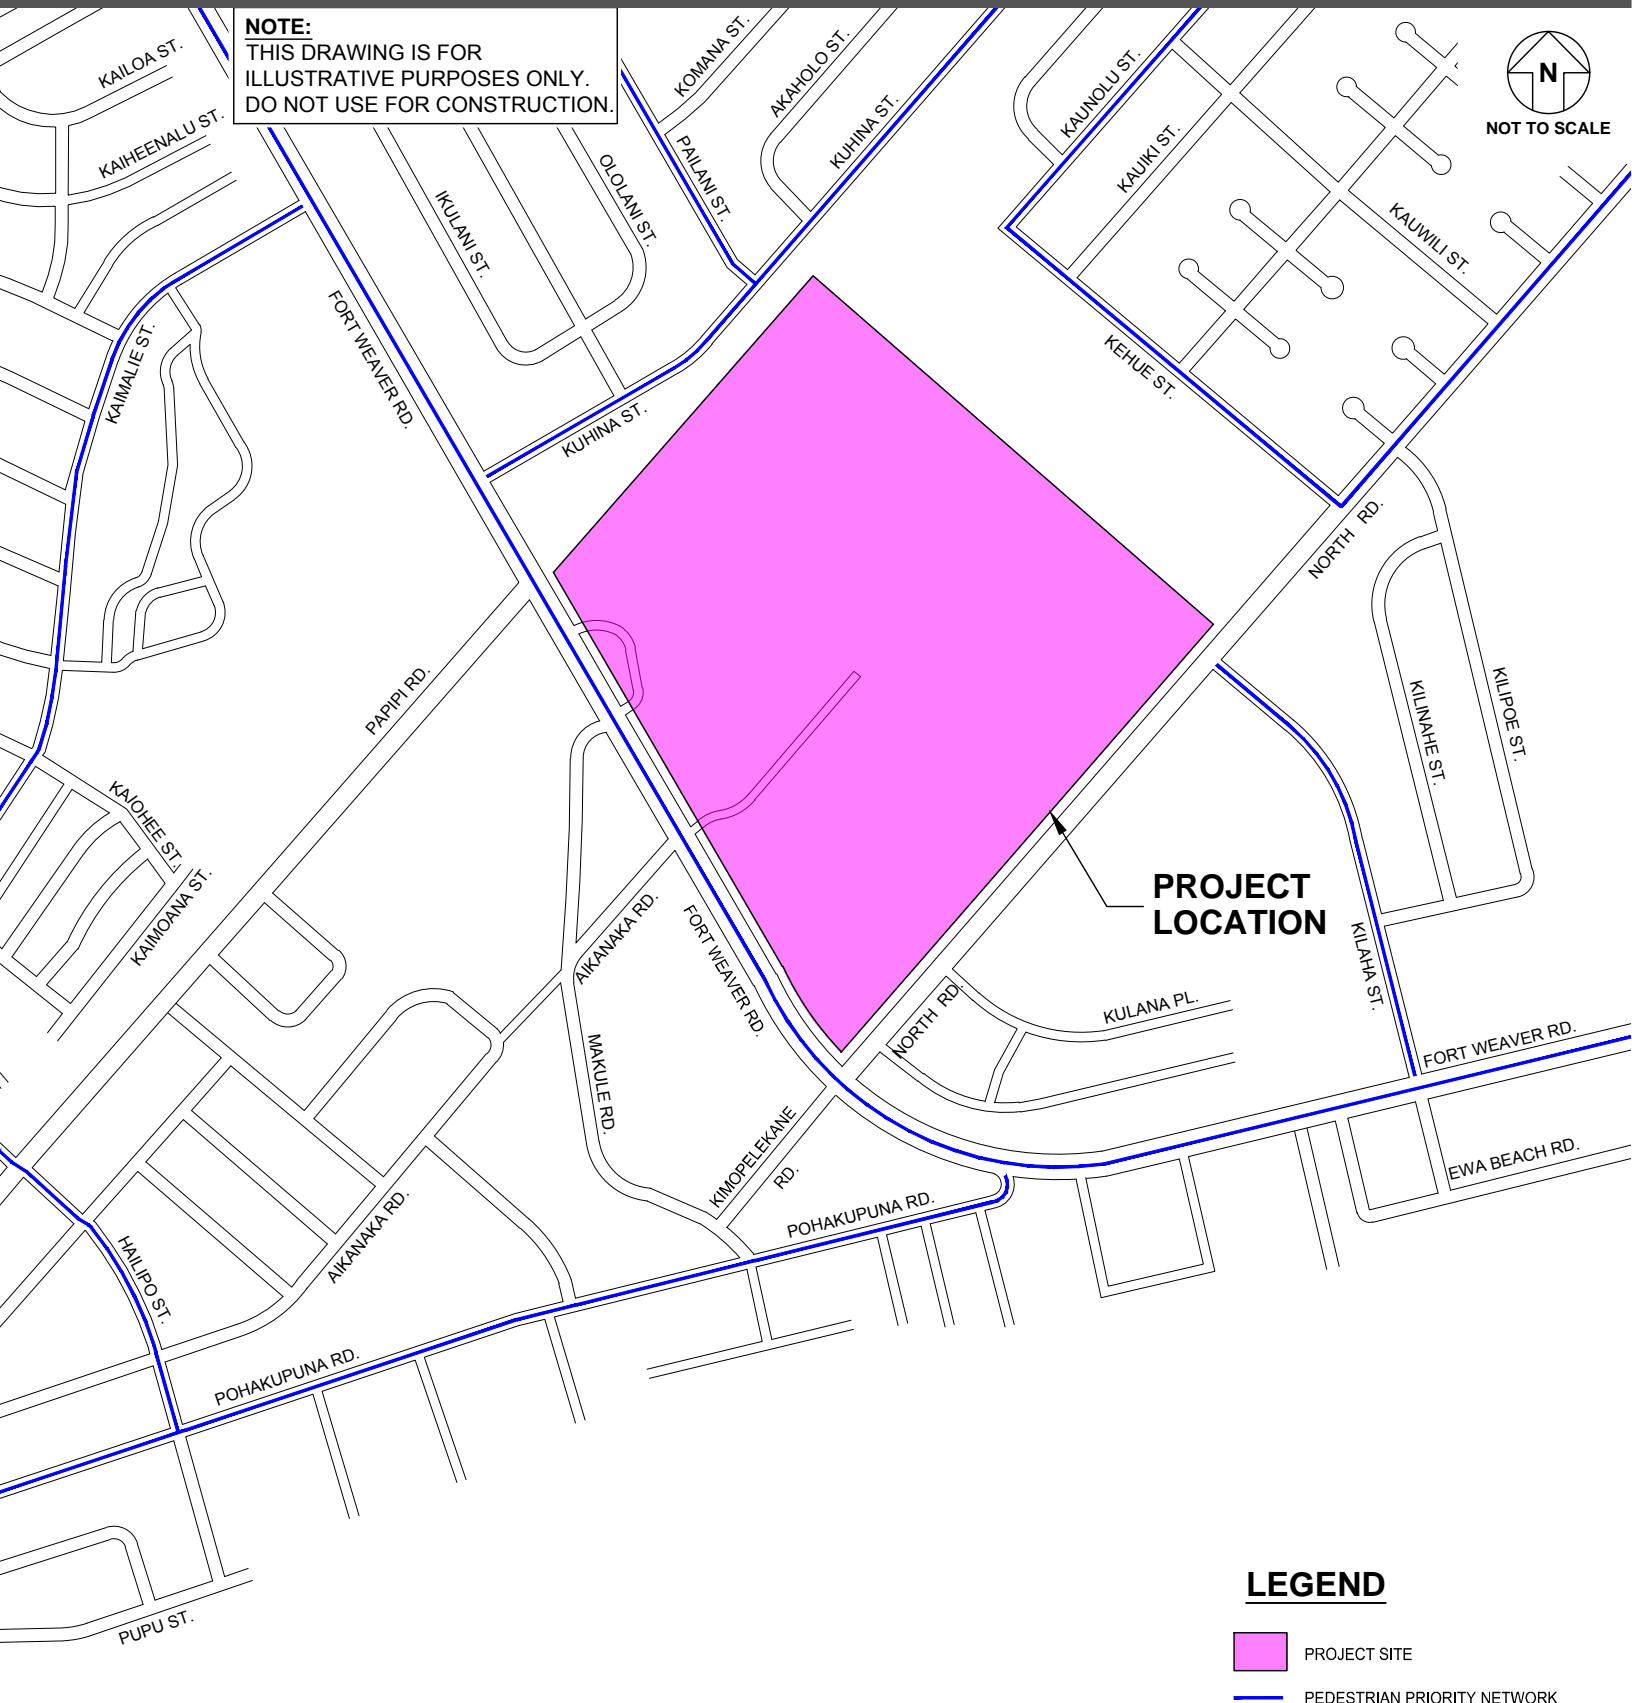 NOTE:
THIS DRAWING IS FOR
ILLUSTRATIVE PURPOSES ONLY.
DO NOT USE FOR CONSTRUCTION.
N
NOT TO SCALE
KAILOA ST.
KAIHEENALU ST.
KOMANA ST.
AKAHOLO ST.
KUHINA ST.
PAILANI ST.
OLOLANI ST.
IKULANI ST.
KAUNOLU ST.
KAUIKI ST.
KAUWILI ST.
KEHUE ST.
FORT WEAVER RD.
KAIMALIE ST.
KUHINA ST.
NORTH RD.
PAPIPI RD.
KILINAHE ST.
KILIPOE ST.
KAIOHEE ST.
KAIMOANA ST.
AIKANAKA RD.
FORT WEAVER RD.
PROJECT
LOCATION
KILAHA ST.
NORTH RD.
KULANA PL.
FORT WEAVER RD.
MAKULE RD.
KIMOPELEKANE
RD.
EWA BEACH RD.
POHAKUPUNA RD.
AIKANAKA RD.
HAILIPO ST.
POHAKUPUNA RD.
PUPU ST.
LEGEND
PROJECT SITE
PEDESTRIAN PRIORITY NETWORK